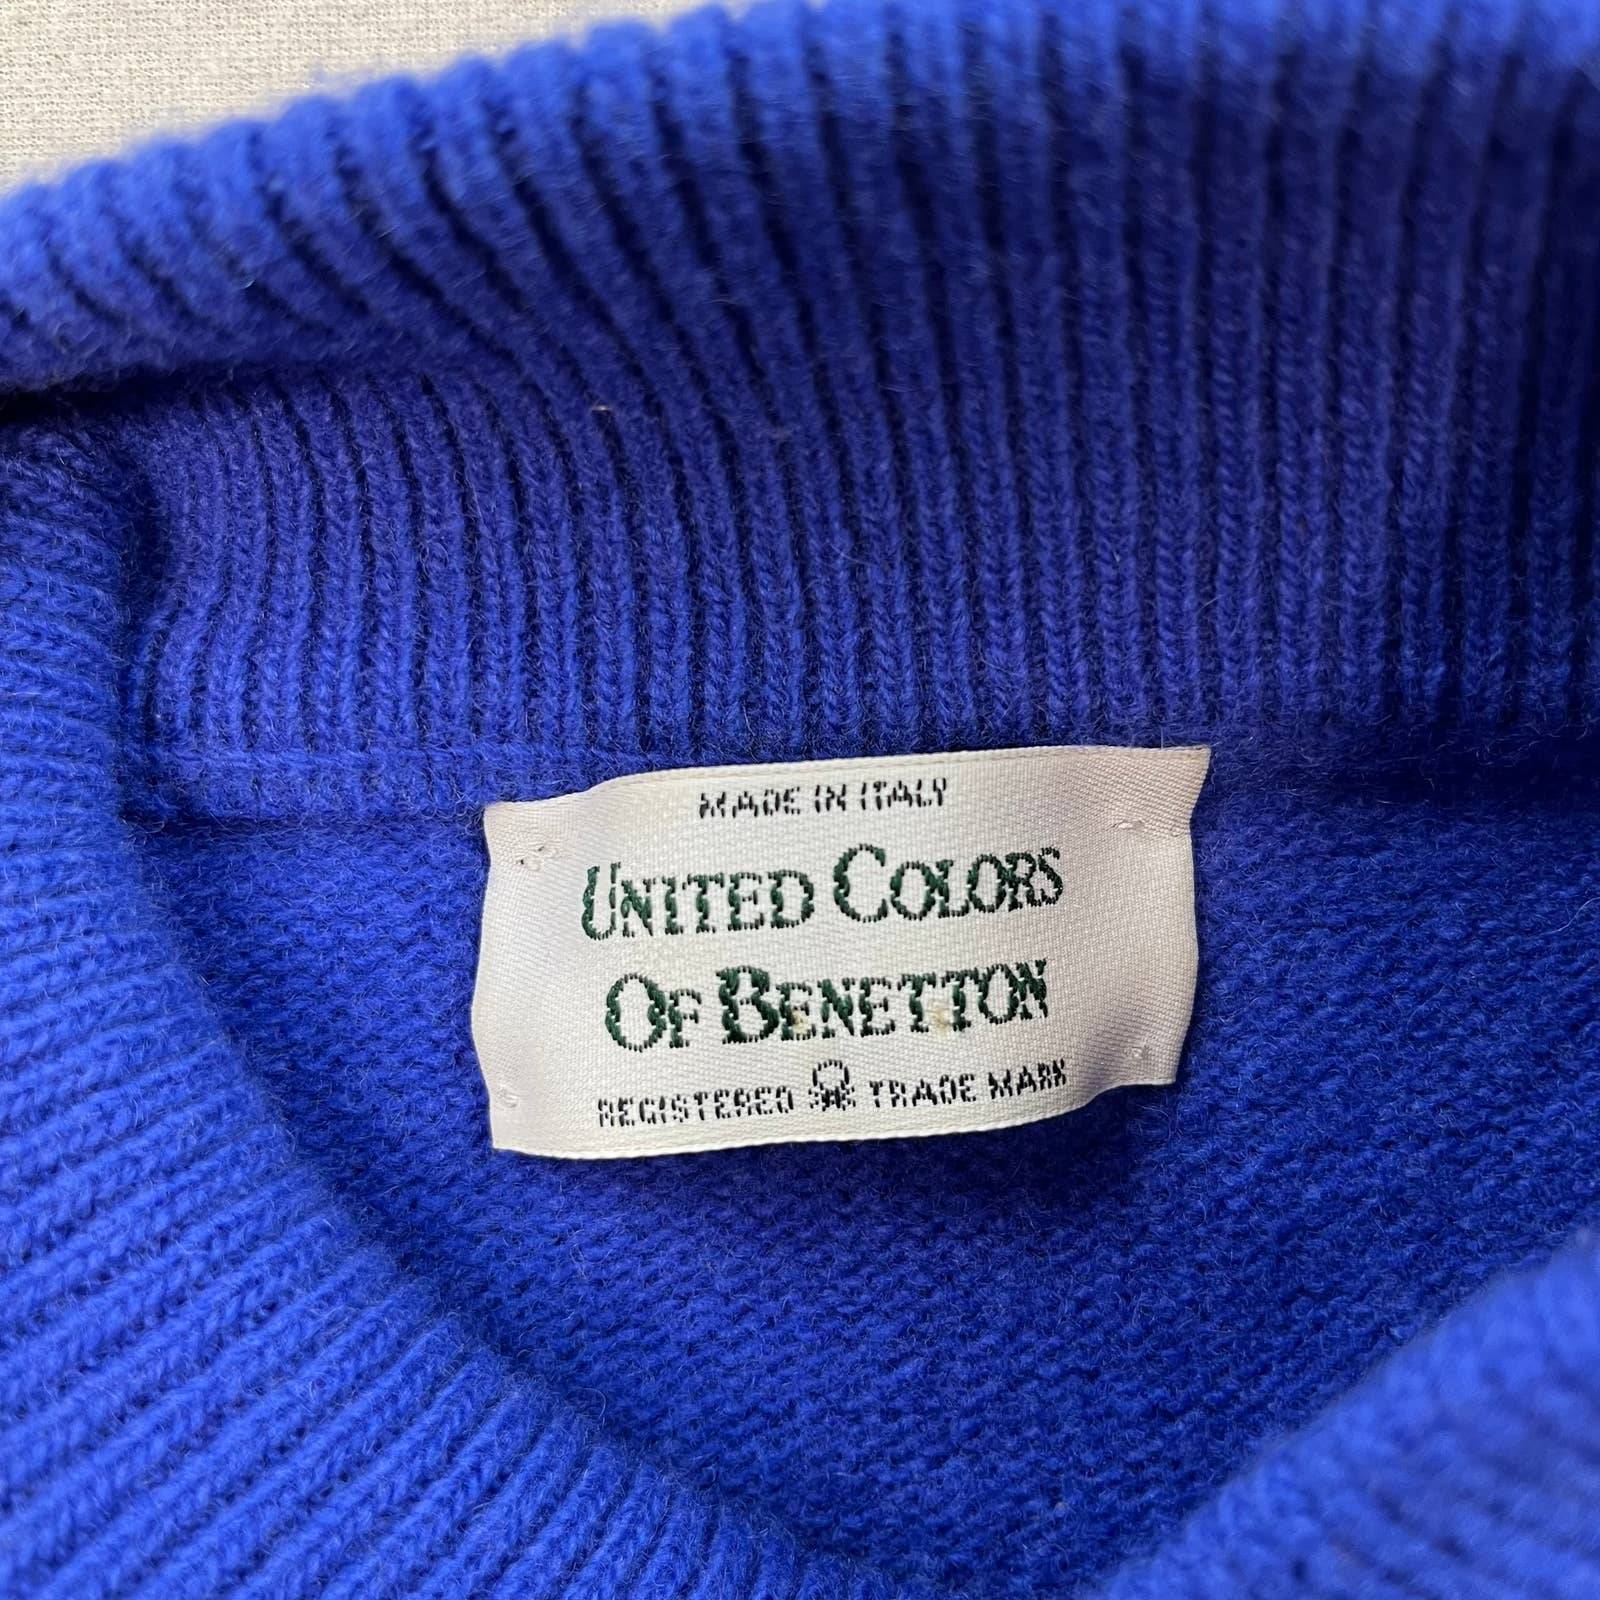 MADE IN ITALY
UNITED COLORS
OF BENETTON
REGISTERED TRADE MARK